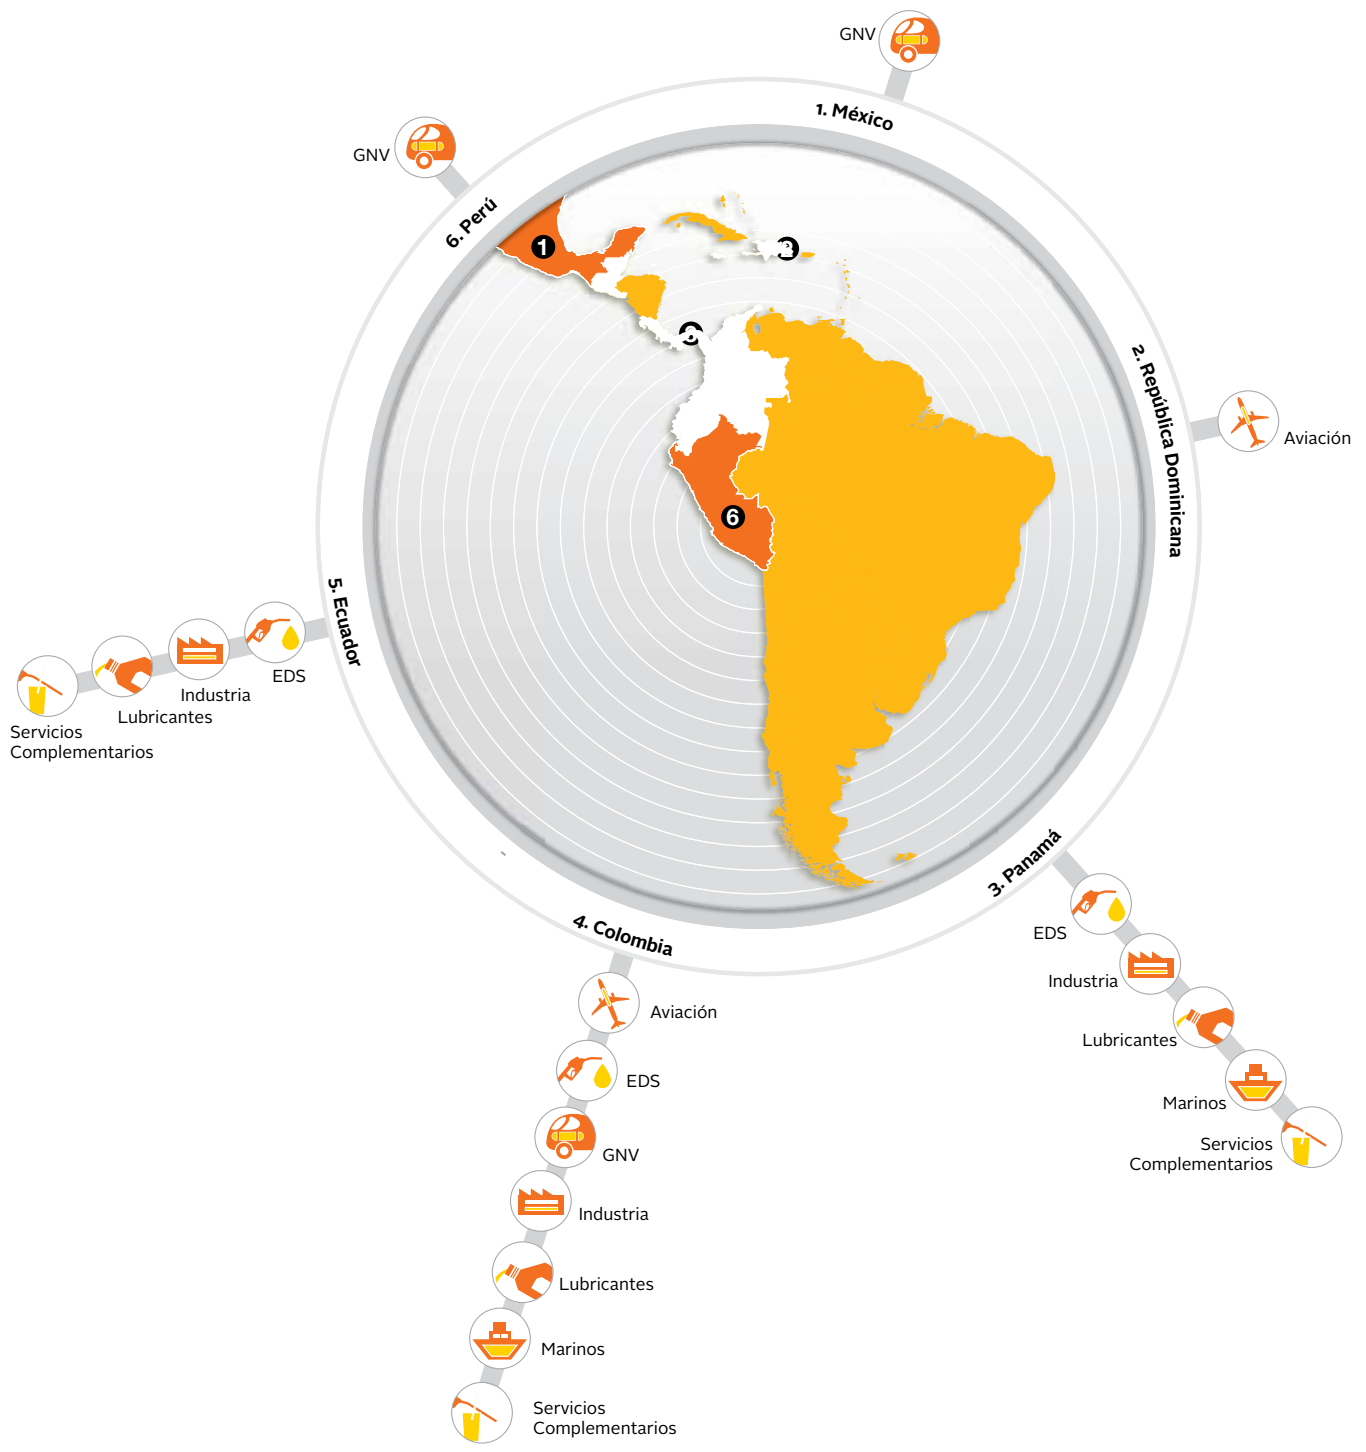 GNV
1. México
GNV
6. Perú
1
2. República Dominicana
Aviación
6
5. Ecuador
EDS
Industria
Lubricantes
Servicios
Complementarios
3. Panamá
EDS
Industria
Lubricantes
Marinos
Servicios
Complementarios
4. Colombia
Aviación
EDS
GNV
Industria
Lubricantes
Marinos
Servicios
Complementarios